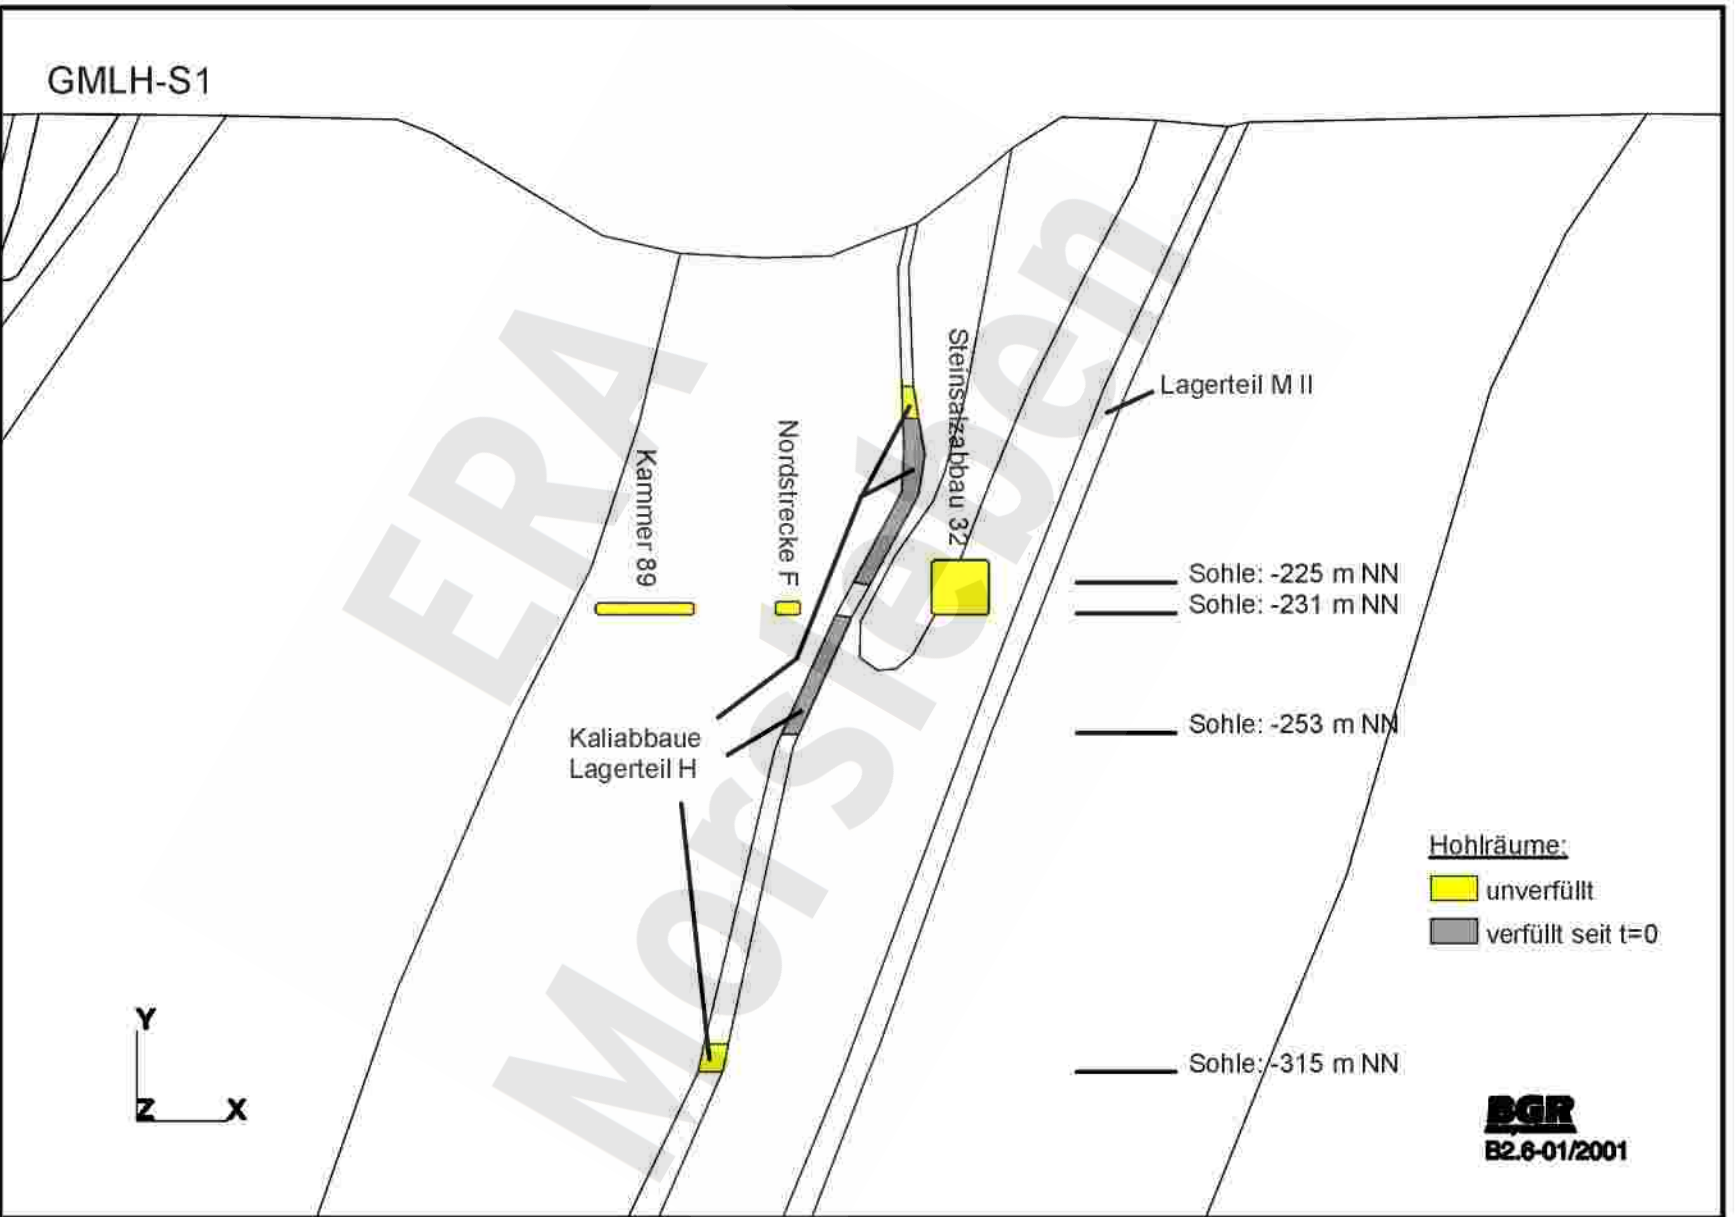 GMLH-S1
Steinsalzabbau 32
Lagerteil M II
Nordstrecke F
Kammer 89
Sohle: -225 m NN
Sohle: -231 m NN
Sohle: -253 m NN
Kaliabbaue
Lagerteil H
Hohlräume:
unverfüllt
verfüllt seit t=0
Sohle: -315 m NN
Y
Z
X
BGR
B2.6-01/2001
ERA
Morsleben